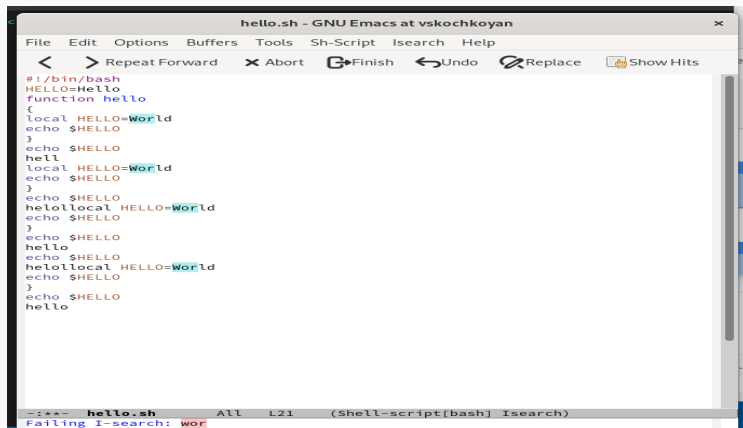 hello.sh - GNU Emacs at vskochkoyan
File Edit Options Buffers Tools Sh-Script Isearch Help
Repeat Forward Abort Finish Undo Replace Show Hits
#!/bin/bash
HELLO=Hello
function hello
{
local HELLO=World
echo $HELLO
}
echo $HELLO
hell
local HELLO=World
echo $HELLO
}
echo $HELLO
helollocal HELLO=World
echo $HELLO
}
echo $HELLO
hello
echo $HELLO
helollocal HELLO=World
echo $HELLO
}
echo $HELLO
hello
-:**- hello.sh All L21 (Shell-script[bash] Isearch)
Failing I-search: wor